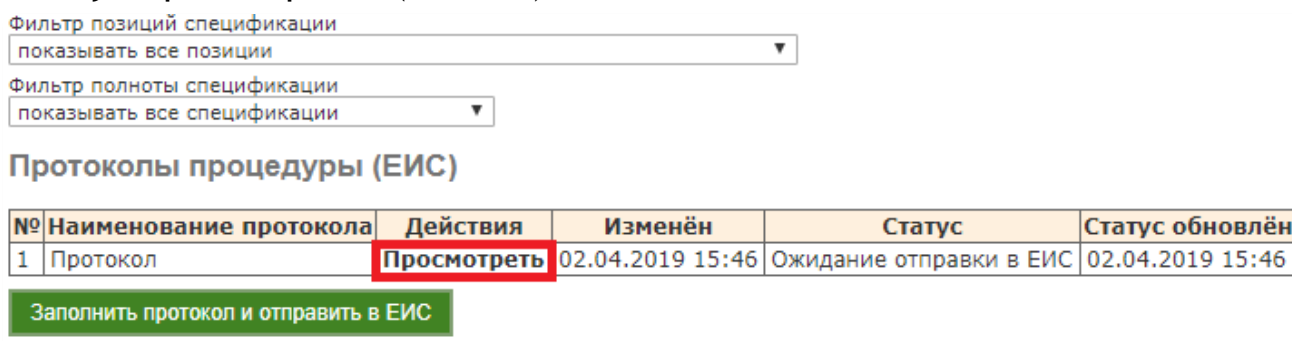 Фильтр позиций спецификации
показывать все позиции
Фильтр полноты спецификации
показывать все спецификации
Протоколы процедуры (ЕИС)
№ Наименование протокола Действия Изменён Статус Статус обновлён
1 Протокол Просмотреть 02.04.2019 15:46 Ожидание отправки в ЕИС 02.04.2019 15:46
Заполнить протокол и отправить в ЕИС